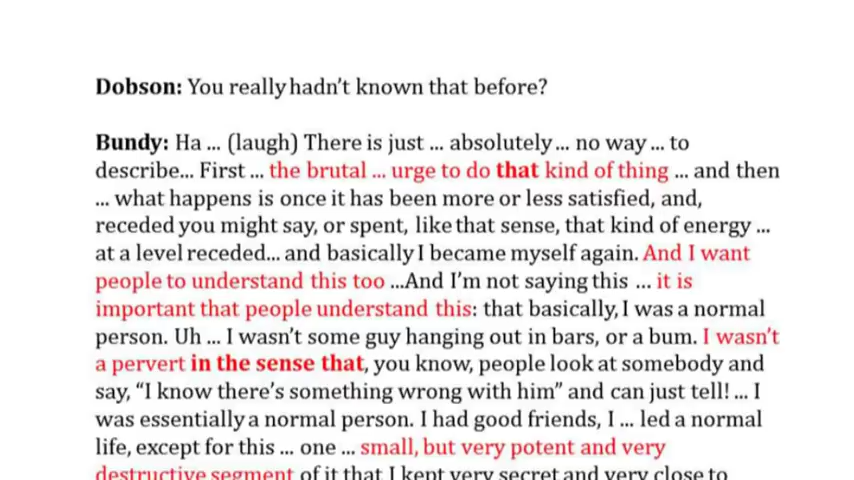 Dobson: You really hadn’t known that before?
Bundy: Ha ... (laugh) There is just ... absolutely ... no way ... to
describe... First ... the brutal ... urge to do that kind of thing ... and then
... what happens is once it has been more or less satisfied, and,
receded you might say, or spent, like that sense, that kind of energy ...
at a level receded... and basically I became myself again. And I want
people to understand this too ...And I’m not saying this ... it is
important that people understand this: that basically, I was a normal
person. Uh ... I wasn’t some guy hanging out in bars, or a bum. I wasn’t
a pervert in the sense that, you know, people look at somebody and
say, “I know there’s something wrong with him” and can just tell! ... I
was essentially a normal person. I had good friends, I ... led a normal
life, except for this ... one ... small, but very potent and very
destructive segment of it that I kept very secret and very close to